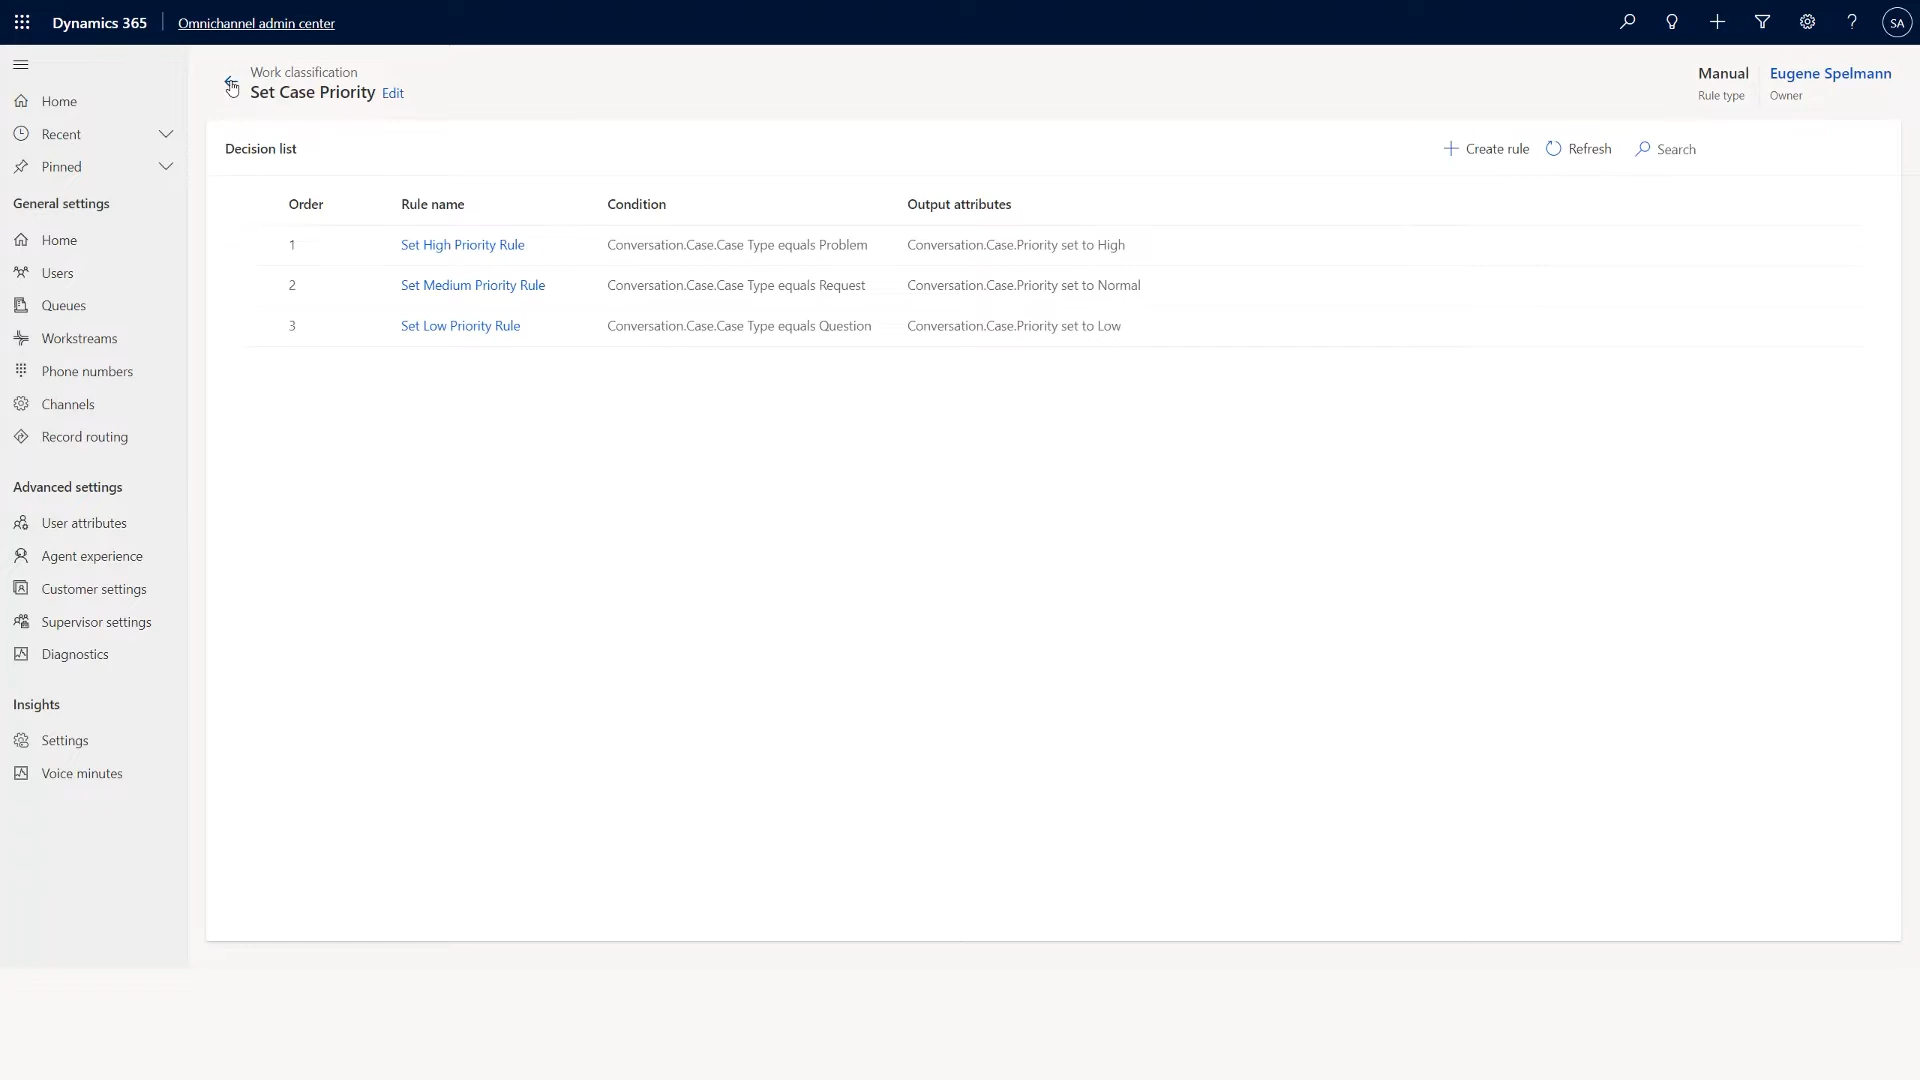 Dynamics 365
Omnichannel admin center
SA
Work classification
Set Case Priority Edit
Manual
Rule type
Eugene Spelmann
Owner
Home
Recent
Pinned
General settings
Home
Users
Queues
Workstreams
Phone numbers
Channels
Record routing
Advanced settings
User attributes
Agent experience
Customer settings
Supervisor settings
Diagnostics
Insights
Settings
Voice minutes
Decision list
Create rule Refresh Search
Order Rule name Condition Output attributes
1 Set High Priority Rule Conversation.Case.Case Type equals Problem Conversation.Case.Priority set to High
2 Set Medium Priority Rule Conversation.Case.Case Type equals Request Conversation.Case.Priority set to Normal
3 Set Low Priority Rule Conversation.Case.Case Type equals Question Conversation.Case.Priority set to Low